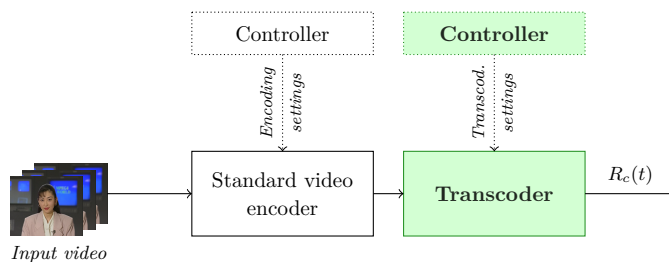 Controller
Controller
Encoding
settings
Transcod.
settings
Standard video
encoder
Transcoder
R_c(t)
Input video